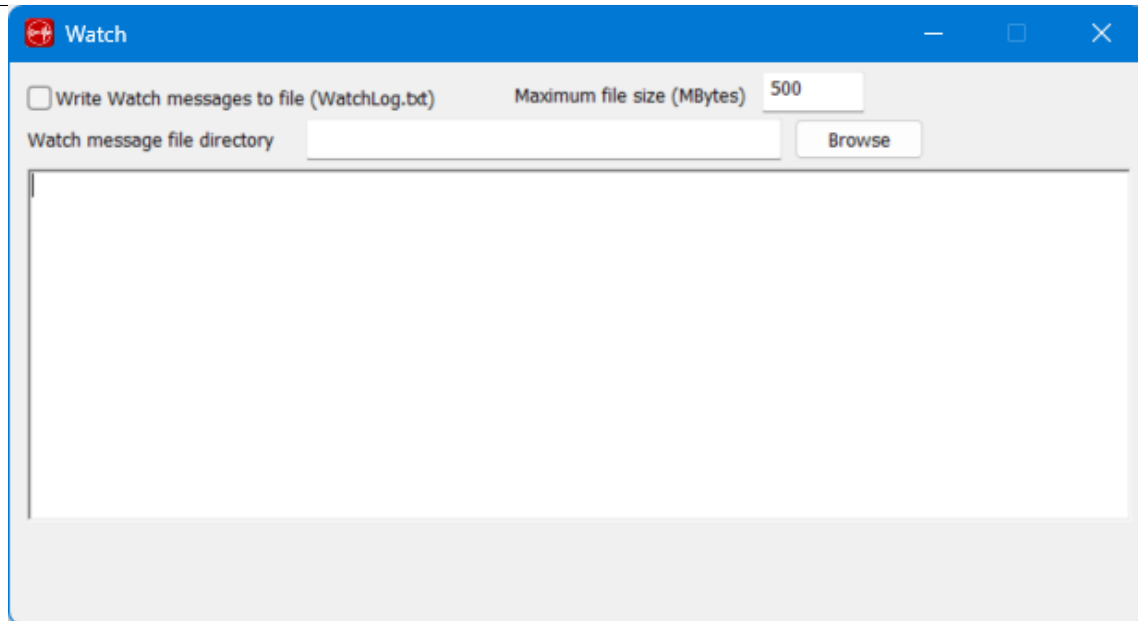 Watch
Write Watch messages to file (WatchLog.txt) Maximum file size (MBytes) 500
Watch message file directory Browse